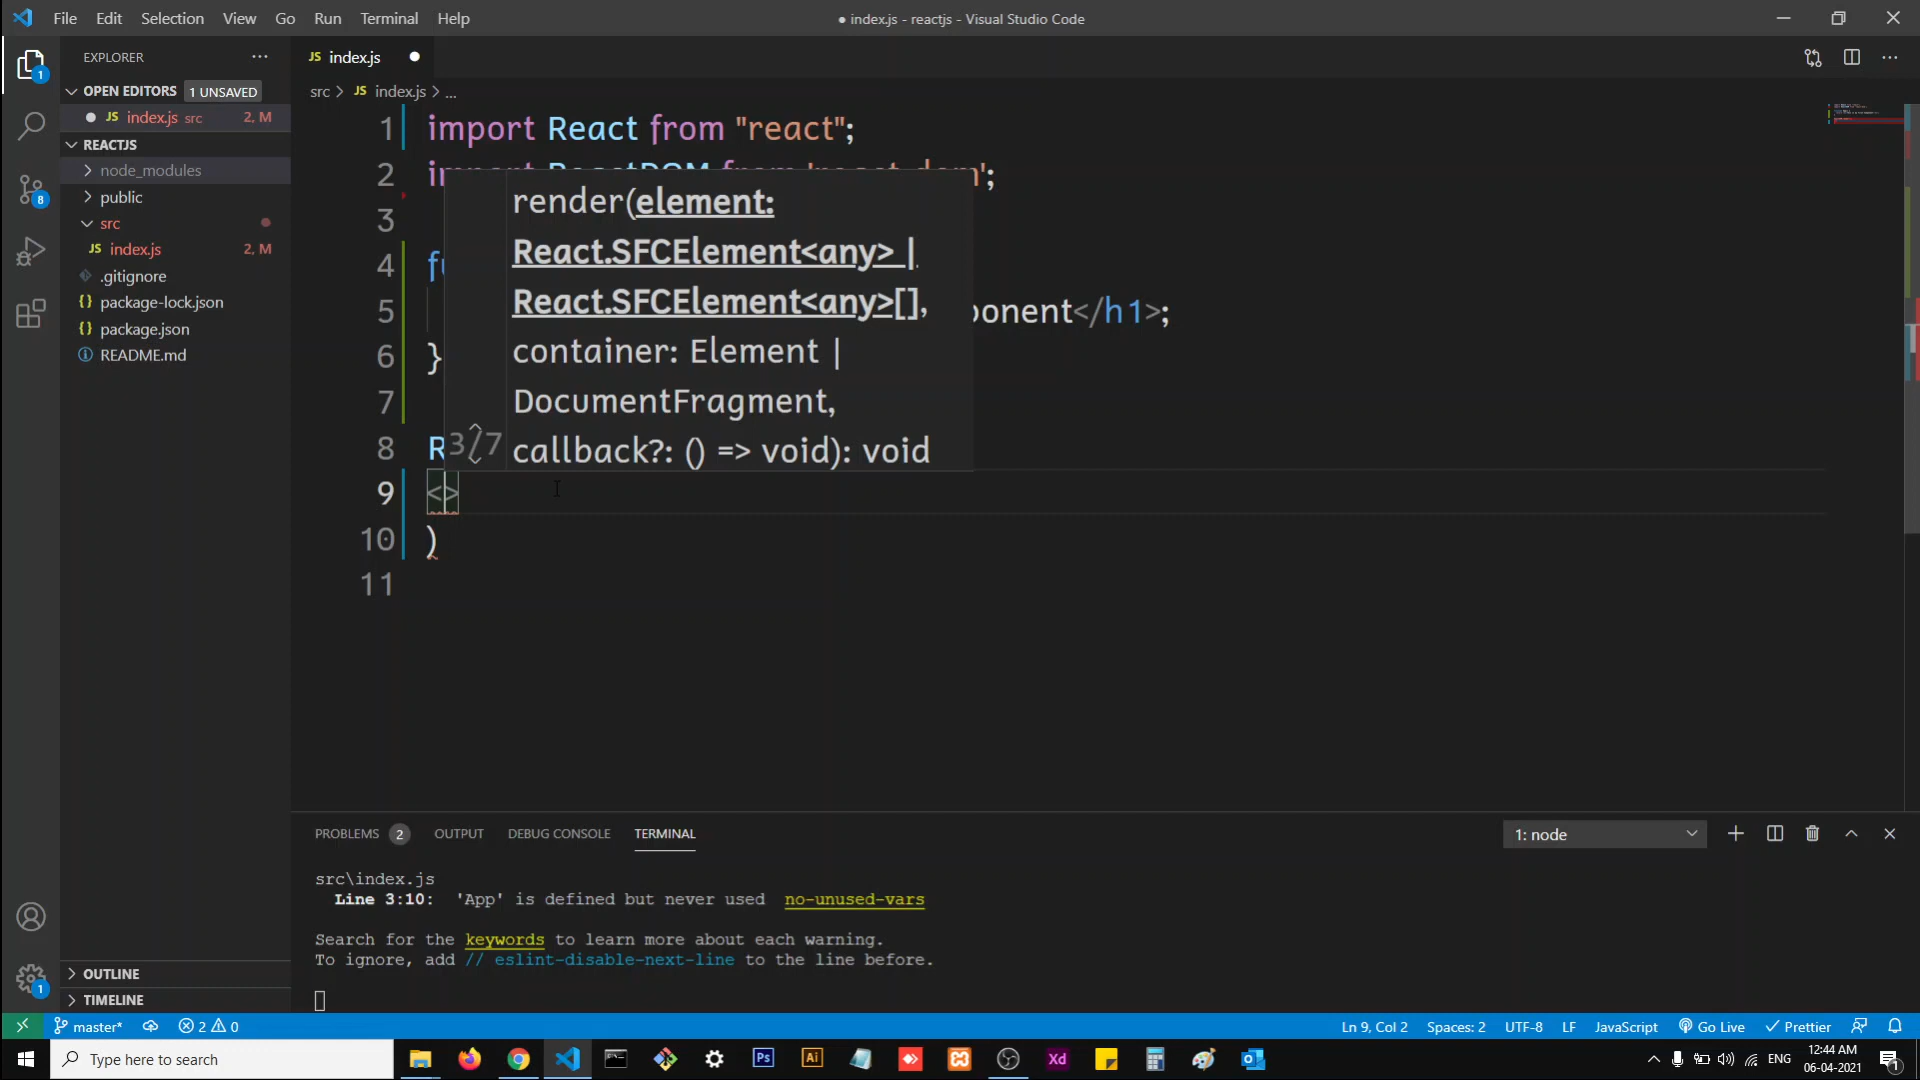 File Edit Selection View Go Run Terminal Help
● index.js - reactjs - Visual Studio Code
EXPLORER
JS index.js
OPEN EDITORS 1 UNSAVED
src > JS index.js > ...
JS index.js src 2, M
REACTJS
node_modules
public
src
JS index.js 2, M
.gitignore
package-lock.json
package.json
README.md
1 import React from "react";
2
3
4
5 </h1>;
6 }
7
8 R
9 <>
10 )
11
render(element:
React.SFCElement<any> |
React.SFCElement<any>[],
container: Element |
DocumentFragment,
3/7 callback?: () => void): void
PROBLEMS 2 OUTPUT DEBUG CONSOLE TERMINAL 1: node
src\index.js
Line 3:10: 'App' is defined but never used no-unused-vars
Search for the keywords to learn more about each warning.
To ignore, add // eslint-disable-next-line to the line before.
OUTLINE
TIMELINE
master* 2 0 Ln 9, Col 2 Spaces: 2 UTF-8 LF JavaScript Go Live Prettier
Type here to search
Ps Ai Xd
ENG
12:44 AM
06-04-2021